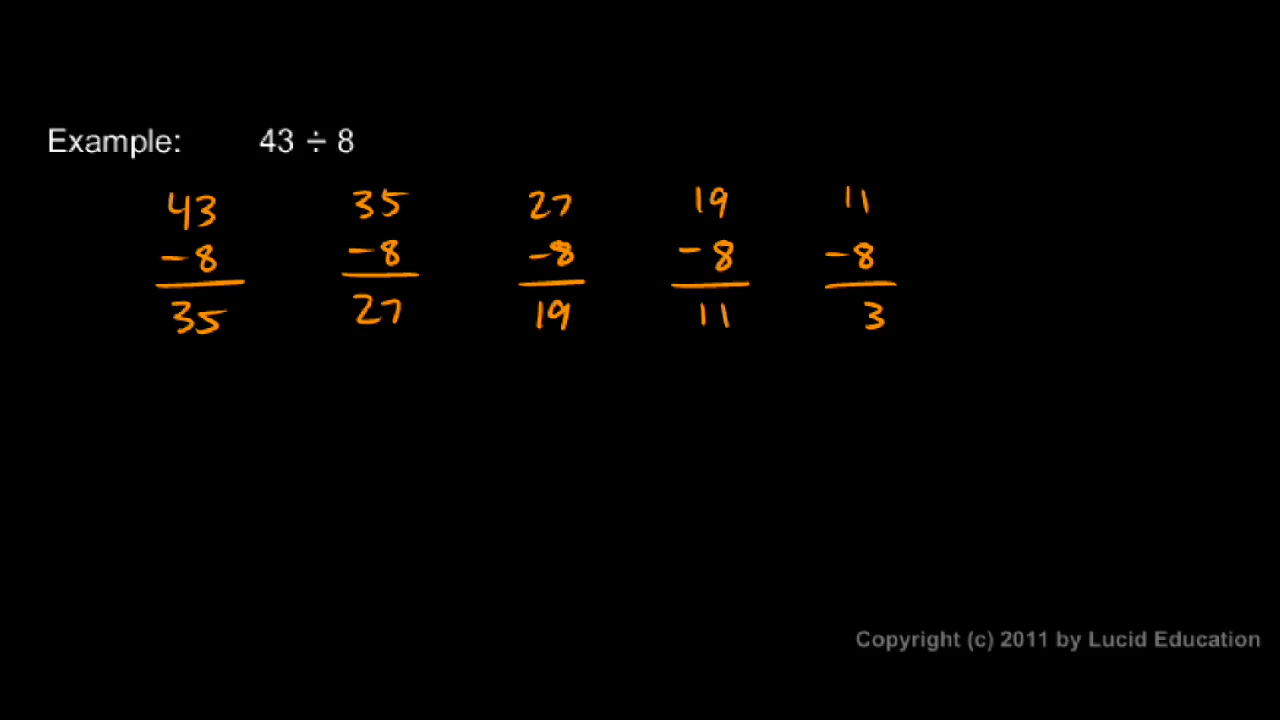 Example: 43 ÷ 8
43 35 27 19 11
-8 -8 -8 -8 -8
35 27 19 11 3
Copyright (c) 2011 by Lucid Education